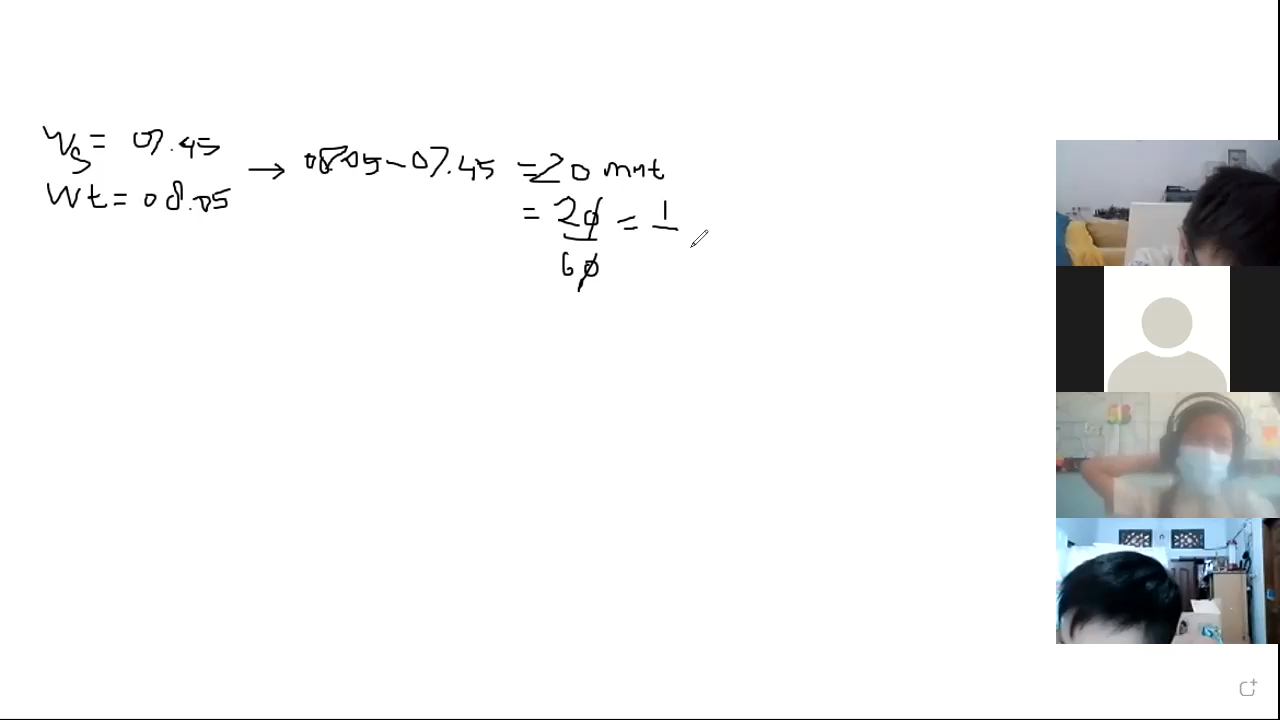 Ws = 07.45
Wt = 08.05
→ 08.05 - 07.45 = 20 mnt
= 20/60 = 1